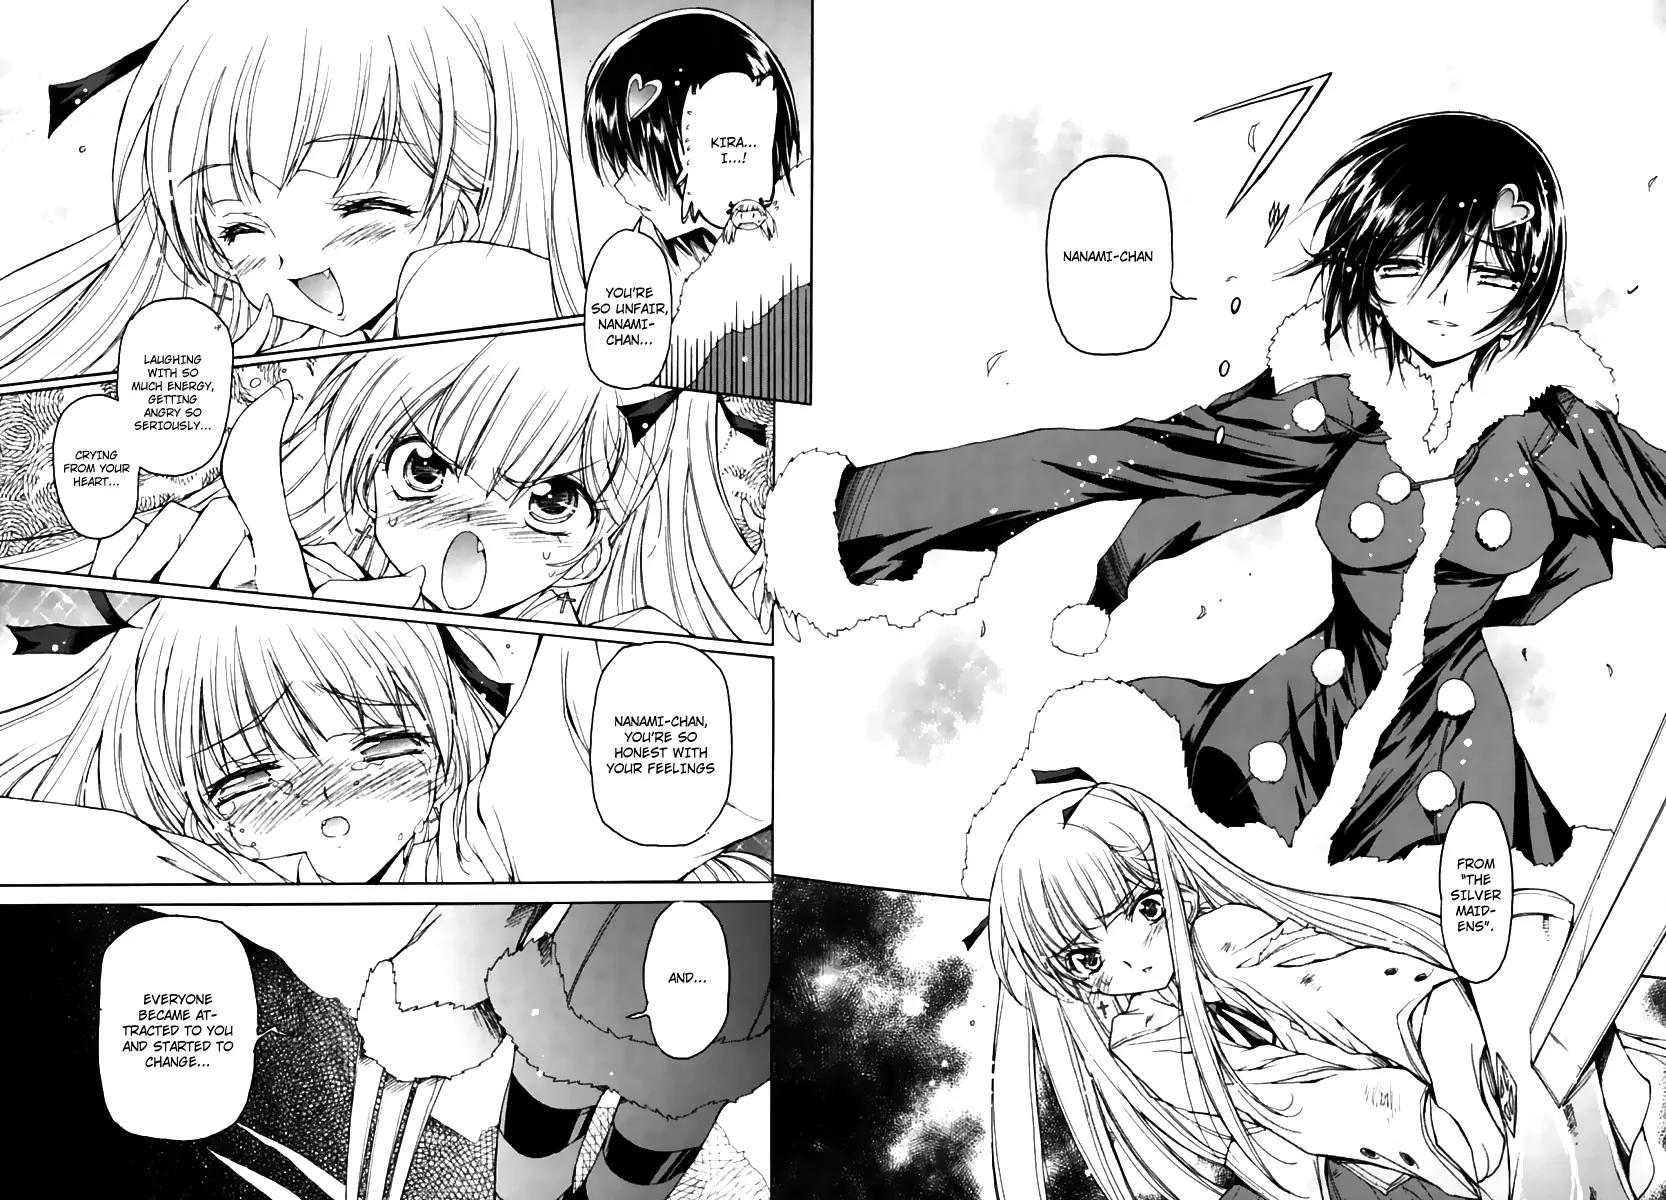 NANAMI-CHAN
FROM
"THE
SILVER
MAID-
ENS".
KIRA...
I...!
YOU'RE
SO UNFAIR,
NANAMI-
CHAN...
LAUGHING
WITH SO
MUCH ENERGY,
GETTING
ANGRY SO
SERIOUSLY...
CRYING
FROM YOUR
HEART...
NANAMI-CHAN,
YOU'RE SO
HONEST WITH
YOUR FEELINGS
AND...
EVERYONE
BECAME AT-
TRACTED TO YOU
AND STARTED TO
CHANGE...